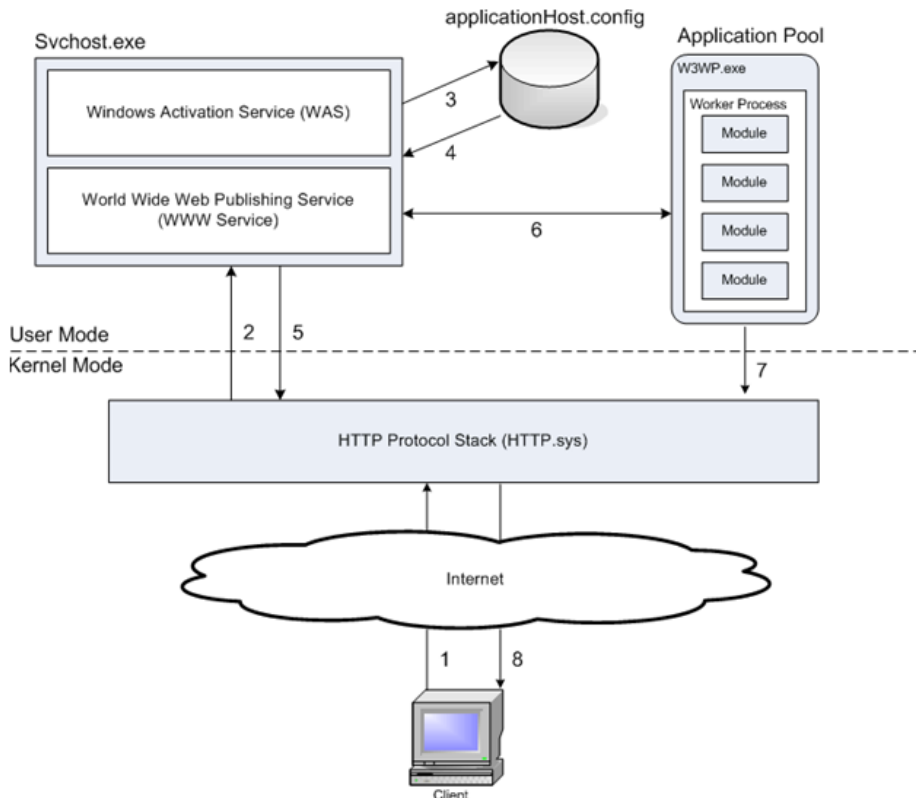 applicationHost.config
Svchost.exe
Application Pool
W3WP.exe
Windows Activation Service (WAS)
3
Worker Process
Module
4
Module
World Wide Web Publishing Service
(WWW Service)
6
Module
Module
User Mode
2
5
Kernel Mode
7
HTTP Protocol Stack (HTTP.sys)
Internet
1
8
Client